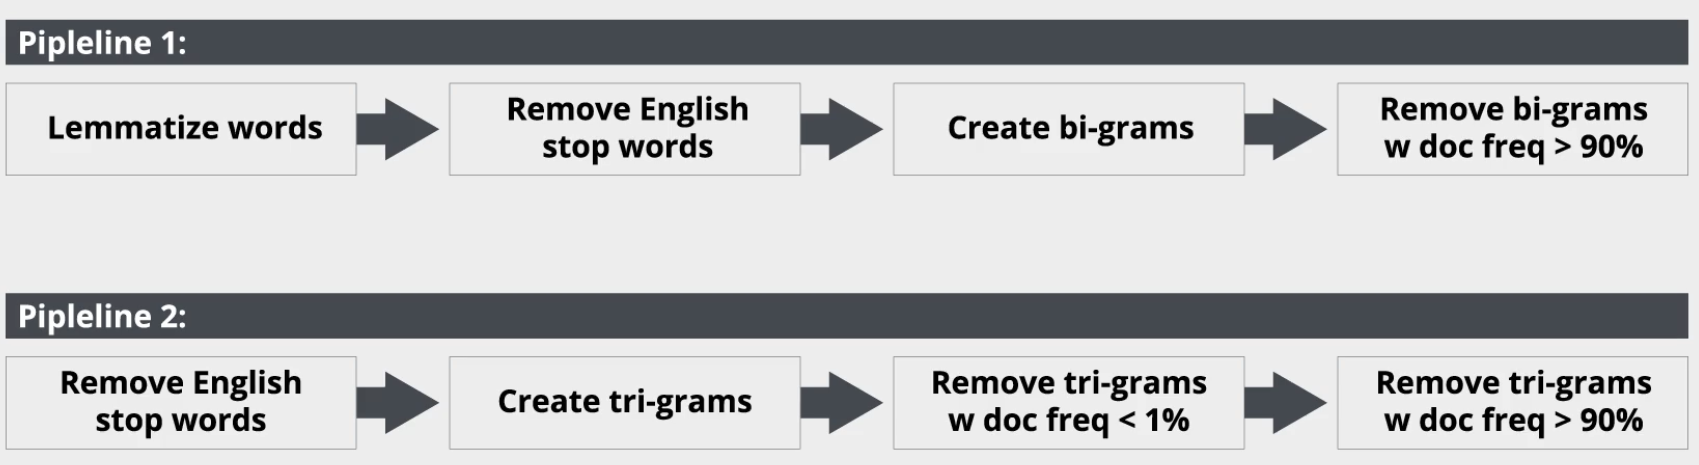 Pipleline 1:
Lemmatize words
Remove English
stop words
Create bi-grams
Remove bi-grams
w doc freq > 90%
Pipleline 2:
Remove English
stop words
Create tri-grams
Remove tri-grams
w doc freq < 1%
Remove tri-grams
w doc freq > 90%